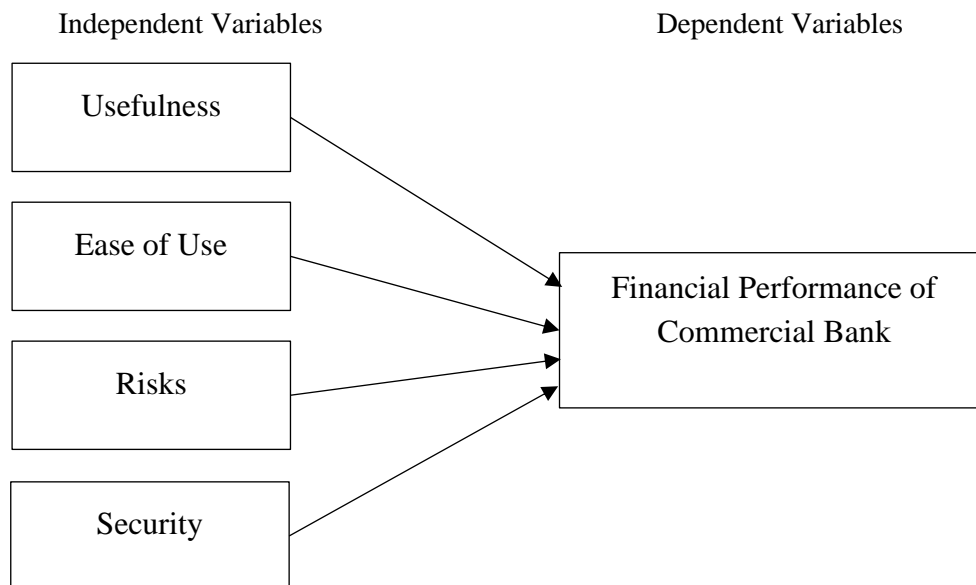 Independent Variables
Dependent Variables
Usefulness
Ease of Use
Risks
Security
Financial Performance of
Commercial Bank